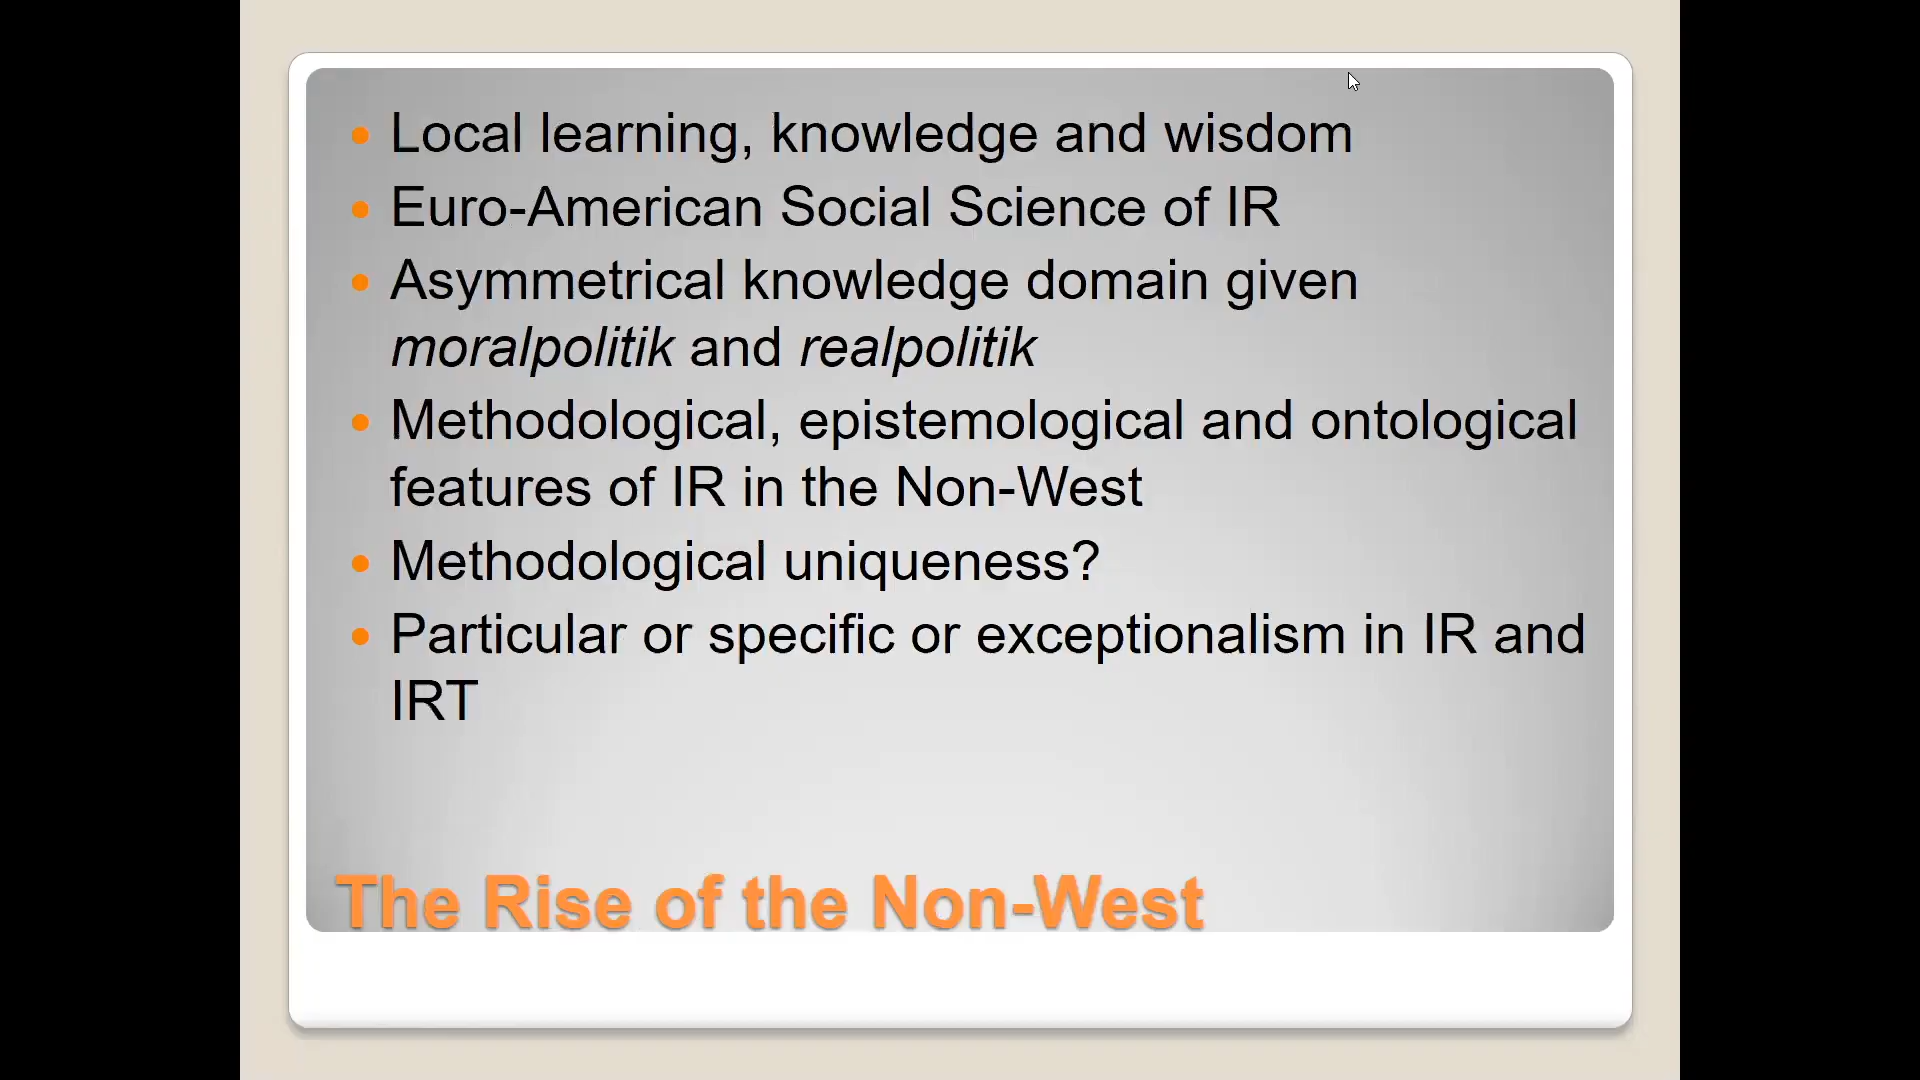 Local learning, knowledge and wisdom
Euro-American Social Science of IR
Asymmetrical knowledge domain given
moralpolitik and realpolitik
Methodological, epistemological and ontological
features of IR in the Non-West
Methodological uniqueness?
Particular or specific or exceptionalism in IR and
IRT
The Rise of the Non-West